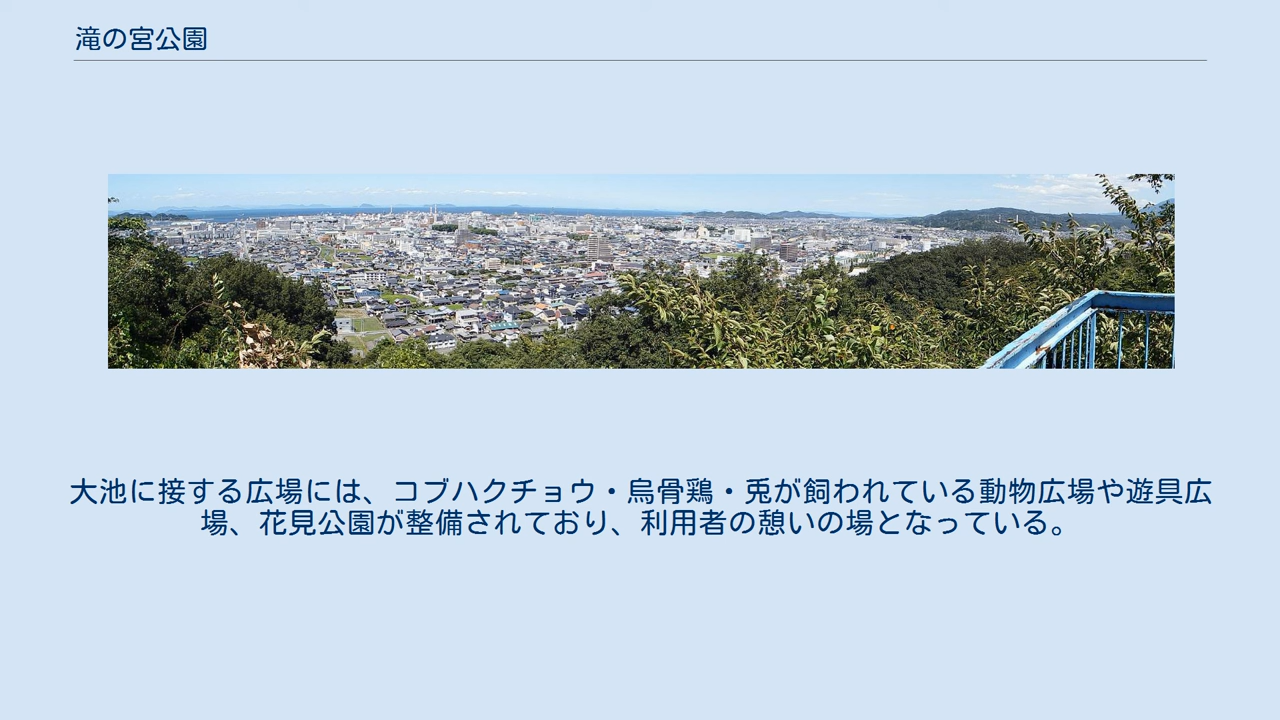 滝の宮公園
大池に接する広場には、コブハクチョウ・烏骨鶏・兎が飼われている動物広場や遊具広
場、花見公園が整備されており、利用者の憩いの場となっている。